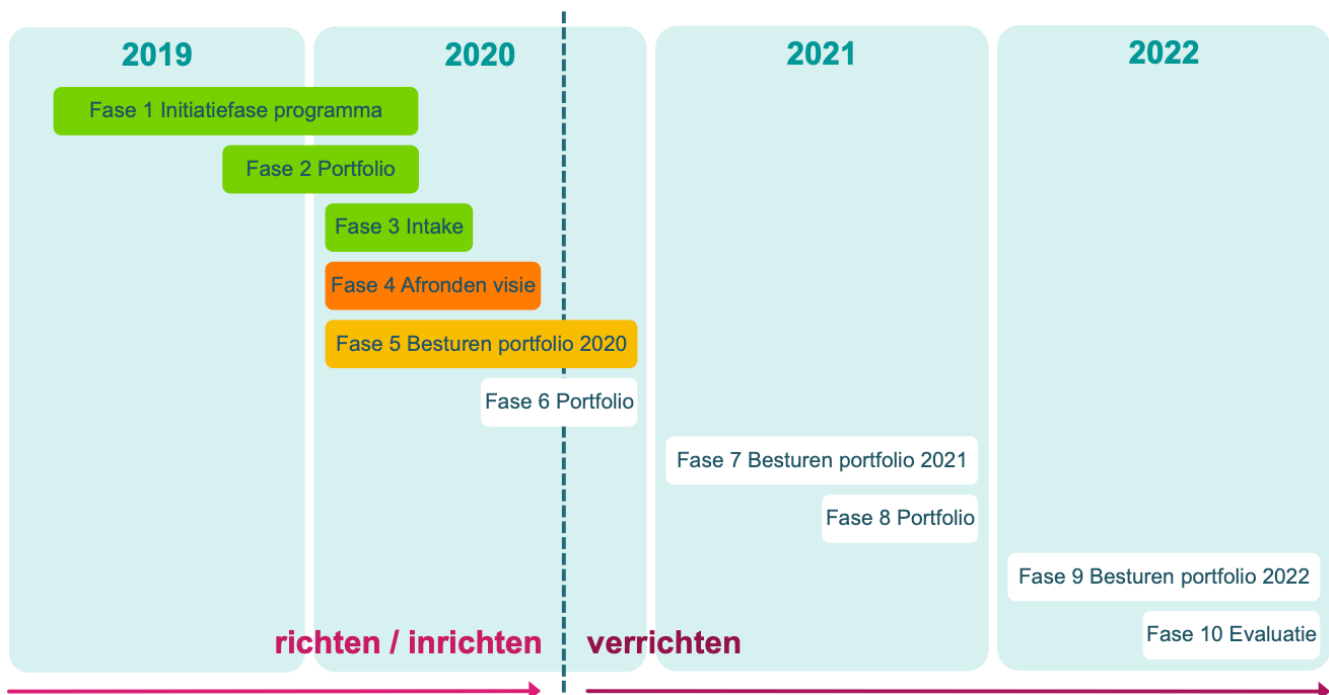 2019
2020
2021
2022
Fase 1 Initiatiefase programma
Fase 2 Portfolio
Fase 3 Intake
Fase 4 Afronden visie
Fase 5 Besturen portfolio 2020
Fase 6 Portfolio
Fase 7 Besturen portfolio 2021
Fase 8 Portfolio
Fase 9 Besturen portfolio 2022
Fase 10 Evaluatie
richten / inrichten
verrichten